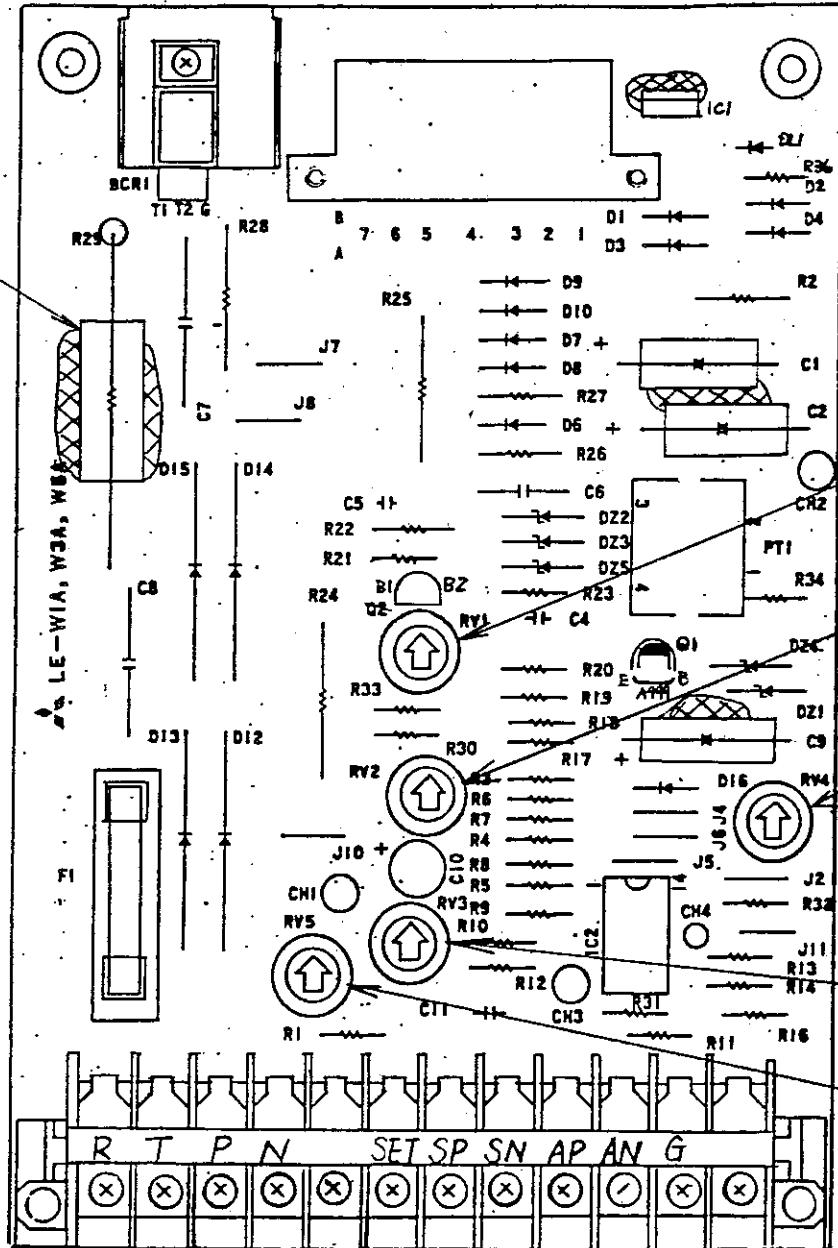 IC1
DL1
BCR1
R36
D2
T1 T2 G
D1
D4
R29
R28
B
A
7 6 5 4 3 2 1
D3
D9
R2
R25
D10
D7
+
J7
D8
C1
R27
J8
C7
+
C2
D6
D15
D14
R26
CH2
LE-W1A, W3A, W5A
C5
C6
R22
DZ2
DZ3
PT1
R21
DZ5
B1
B2
C8
R24
R23
R34
Q2
RV1
C4
Q1
R20
E
B
R33
R19
DZ1
R18
D13
D12
R30
R17
+
C9
RV2
D16
RV4
R6
R7
J6
J4
J10
+
R4
F1
C10
R8
J5
J2
CH1
R5
R32
RV3
R9
CH4
RV5
R10
IC2
J11
R13
R12
R14
C11
CH3
R31
R1
R11
R16
R T P N SET SP SN AP AN G